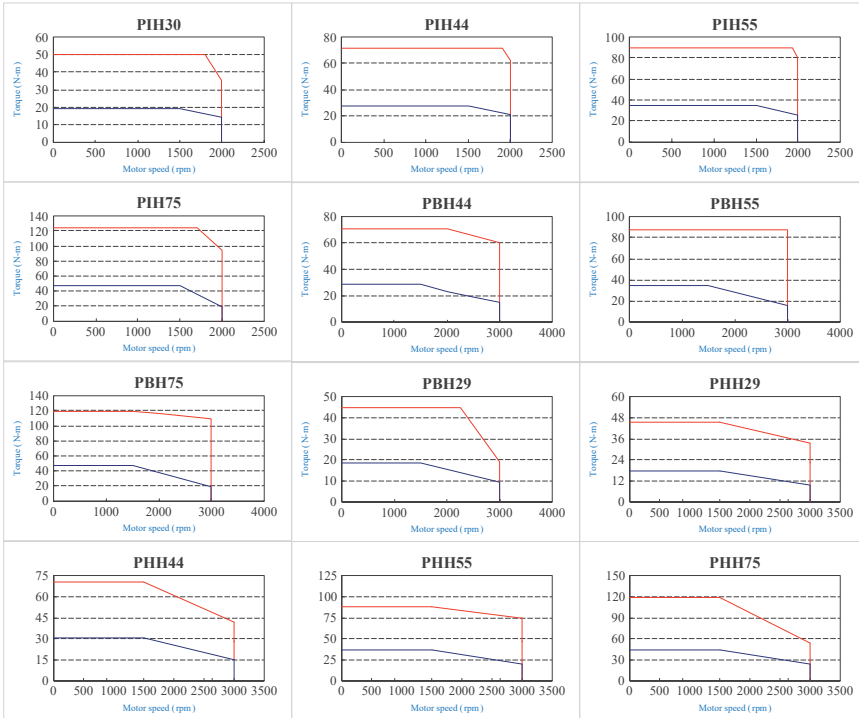 PIH30
60
50
40
30
20
10
0
Torque ( N-m )
0 500 1000 1500 2000 2500
Motor speed ( rpm )
PIH44
80
60
40
20
0
Torque ( N-m )
0 500 1000 1500 2000 2500
Motor speed ( rpm )
PIH55
100
80
60
40
20
0
Torque ( N-m )
0 500 1000 1500 2000 2500
Motor speed ( rpm )
PIH75
140
120
100
80
60
40
20
0
Torque ( N-m )
0 500 1000 1500 2000 2500
Motor speed ( rpm )
PBH44
80
60
40
20
0
Torque ( N-m )
0 1000 2000 3000 4000
Motor speed ( rpm )
PBH55
100
80
60
40
20
0
Torque ( N-m )
0 1000 2000 3000 4000
Motor speed ( rpm )
PBH75
140
120
100
80
60
40
20
0
Torque ( N-m )
0 1000 2000 3000 4000
Motor speed ( rpm )
PBH29
50
40
30
20
10
0
Torque ( N-m )
0 1000 2000 3000 4000
Motor speed ( rpm )
PHH29
60
48
36
24
12
0
Torque ( N-m )
0 500 1000 1500 2000 2500 3000 3500
Motor speed ( rpm )
PHH44
75
60
45
30
15
0
Torque ( N-m )
0 500 1000 1500 2000 2500 3000 3500
Motor speed ( rpm )
PHH55
125
100
75
50
25
0
Torque ( N-m )
0 500 1000 1500 2000 2500 3000 3500
Motor speed ( rpm )
PHH75
150
120
90
60
30
0
Torque ( N-m )
0 500 1000 1500 2000 2500 3000 3500
Motor speed ( rpm )